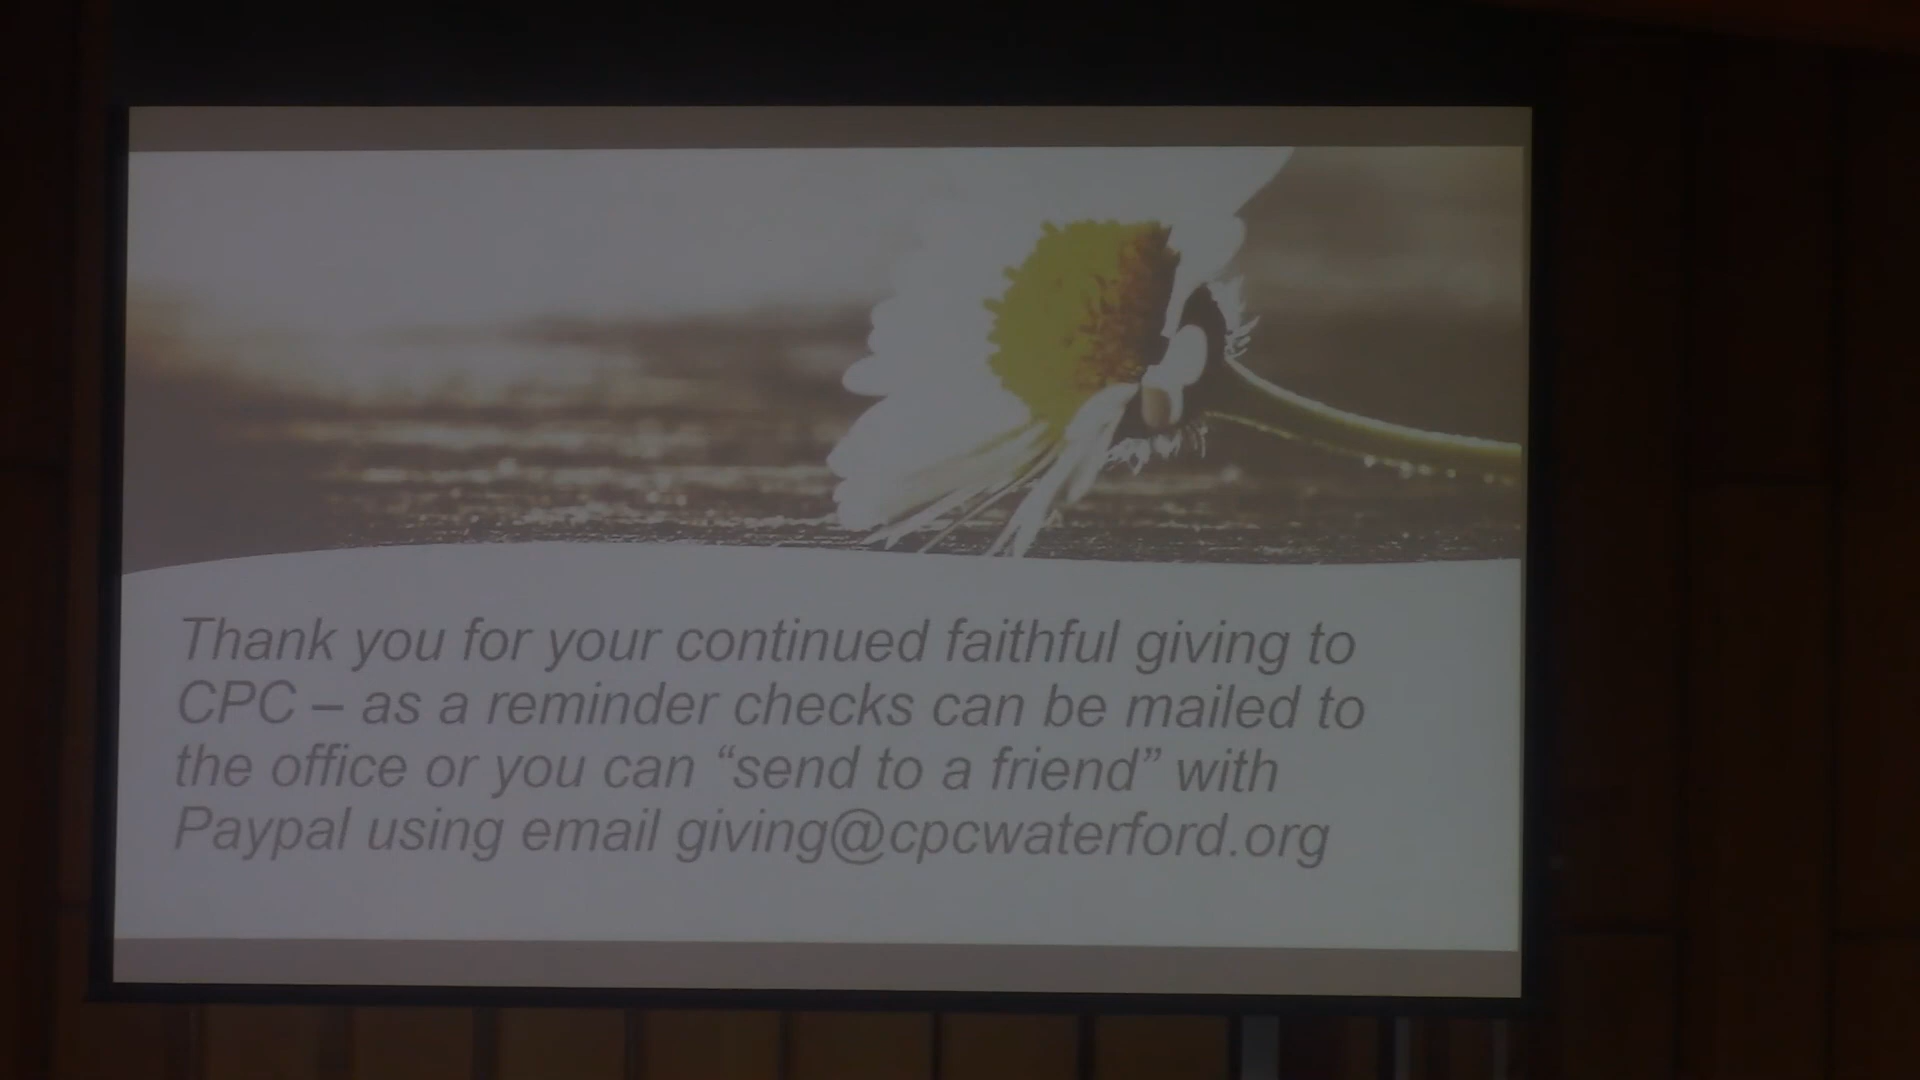 Thank you for your continued faithful giving to
CPC – as a reminder checks can be mailed to
the office or you can “send to a friend” with
Paypal using email giving@cpcwaterford.org